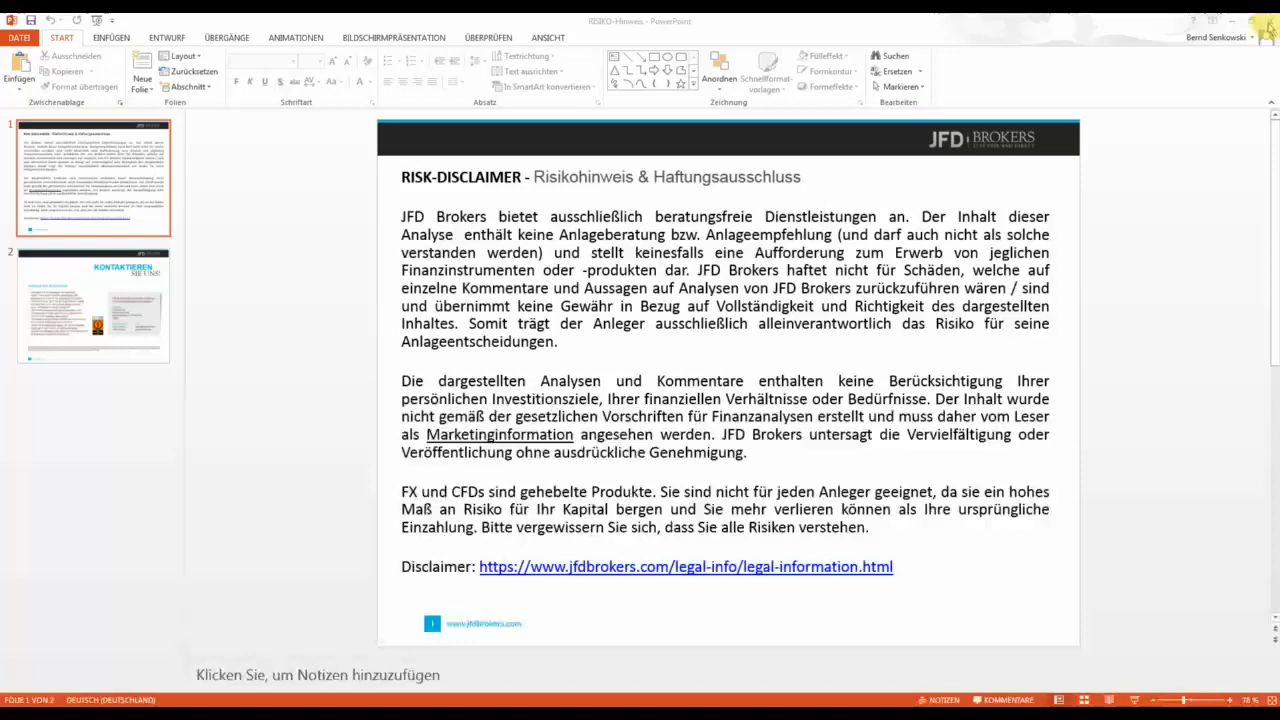 RISIKO-Hinweis - PowerPoint
DATEI START EINFÜGEN ENTWURF ÜBERGÄNGE ANIMATIONEN BILDSCHIRMPRÄSENTATION ÜBERPRÜFEN ANSICHT
Bernd Senkowski
Einfügen
Ausschneiden
Kopieren
Format übertragen
Zwischenablage
Neue
Folie
Layout
Zurücksetzen
Abschnitt
Folien
Schriftart
Textrichtung
Text ausrichten
In SmartArt konvertieren
Absatz
Anordnen
Schnellformat-
vorlagen
Fülleffekt
Formkontur
Formeffekte
Zeichnung
Suchen
Ersetzen
Markieren
Bearbeiten
1
2
KONTAKTIEREN
SIE UNS!
JFD BROKERS
RISK-DISCLAIMER - Risikohinweis & Haftungsausschluss
JFD Brokers bietet ausschließlich beratungsfreie Dienstleistungen an. Der Inhalt dieser
Analyse enthält keine Anlageberatung bzw. Anlageempfehlung (und darf auch nicht als solche
verstanden werden) und stellt keinesfalls eine Aufforderung zum Erwerb von jeglichen
Finanzinstrumenten oder -produkten dar. JFD Brokers haftet nicht für Schäden, welche auf
einzelne Kommentare und Aussagen auf Analysen von JFD Brokers zurückzuführen wären / sind
und übernimmt keine Gewähr in Bezug auf Vollständigkeit und Richtigkeit des dargestellten
Inhaltes. Somit trägt der Anleger ausschließlich alleinverantwortlich das Risiko für seine
Anlageentscheidungen.
Die dargestellten Analysen und Kommentare enthalten keine Berücksichtigung Ihrer
persönlichen Investitionsziele, Ihrer finanziellen Verhältnisse oder Bedürfnisse. Der Inhalt wurde
nicht gemäß der gesetzlichen Vorschriften für Finanzanalysen erstellt und muss daher vom Leser
als Marketinginformation angesehen werden. JFD Brokers untersagt die Vervielfältigung oder
Veröffentlichung ohne ausdrückliche Genehmigung.
FX und CFDs sind gehebelte Produkte. Sie sind nicht für jeden Anleger geeignet, da sie ein hohes
Maß an Risiko für Ihr Kapital bergen und Sie mehr verlieren können als Ihre ursprüngliche
Einzahlung. Bitte vergewissern Sie sich, dass Sie alle Risiken verstehen.
Disclaimer: https://www.jfdbrokers.com/legal-info/legal-information.html
www.jfdbrokers.com
Klicken Sie, um Notizen hinzuzufügen
FOLIE 1 VON 2 DEUTSCH (DEUTSCHLAND) NOTIZEN KOMMENTARE 78 %